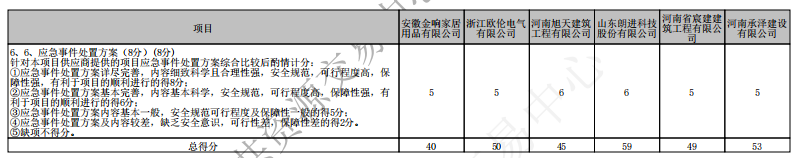 项目
安徽金响家居
用品有限公司
浙江欧伦电气
有限公司
河南旭天建筑
工程有限公司
山东朗进科技
股份有限公司
河南省宸建建
筑工程有限公
司
河南承泽建设
有限公司
6、6、应急事件处置方案（8分）(8分)
针对本项目供应商提供的项目应急事件处置方案综合比较后酌情计分：
①应急事件处置方案详尽完善，内容细致科学且合理性强，安全规范，可行程度高，保
障性强，有利于项目的顺利进行的得8分；
②应急事件处置方案基本完善，内容基本科学，安全规范，可行程度高，保障性强，有
利于项目的顺利进行的得6分；
③应急事件处置方案内容基本一般，安全规范可行程度及保障性一般的得5分；
④应急事件处置方案及内容较差，缺乏安全意识，可行性差、保障性差的得2分。
⑤缺项不得分。
5
5
6
6
5
5
总得分
40
50
45
59
49
53
共资源交易中心
易中心